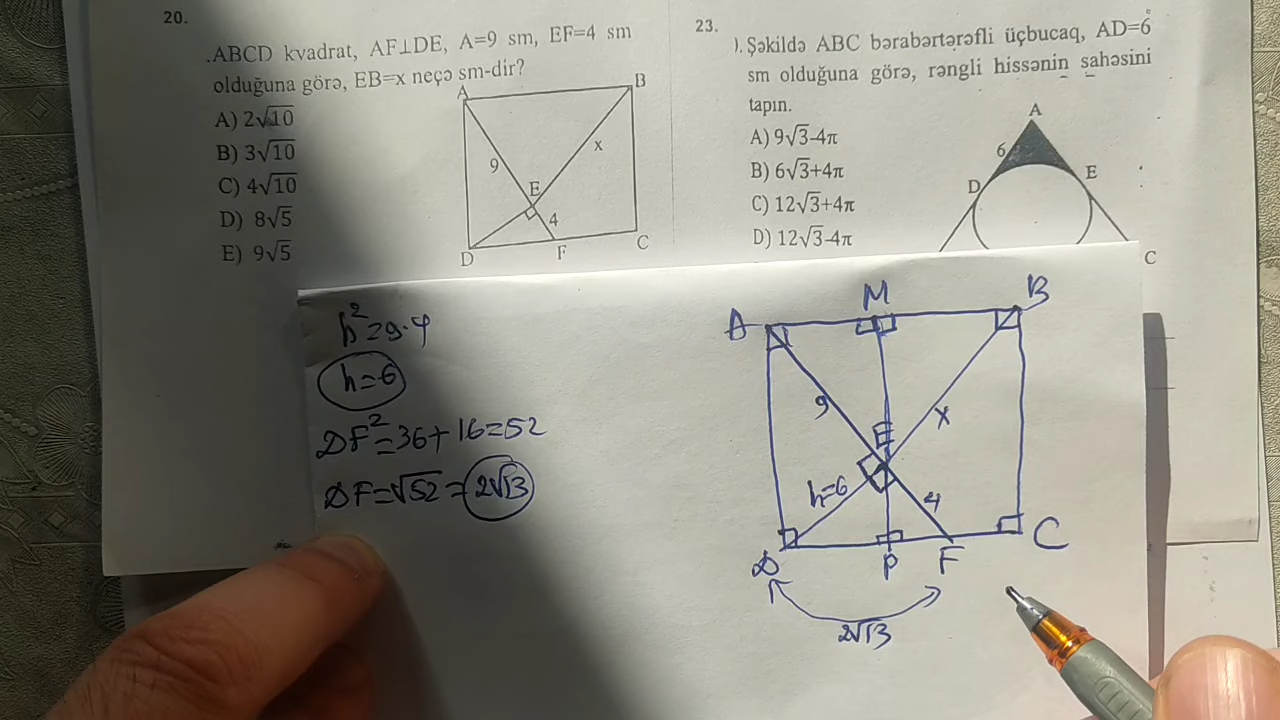 20.
.ABCD kvadrat, AF⊥DE, A=9 sm, EF=4 sm
olduğuna görə, EB=x neçə sm-dir?
A) 2√10
B) 3√10
C) 4√10
D) 8√5
E) 9√5
A
B
9
x
E
4
D
F
C
23.
). Şəkildə ABC bərabərtərəfli üçbucaq, AD=6
sm olduğuna görə, rəngli hissənin sahəsini
tapın.
A) 9√3-4π
B) 6√3+4π
C) 12√3+4π
D) 12√3-4π
A
6
D
E
C
h²=9·4
h=6
DF²=36+16=52
DF=√52=2√13
A
M
B
9
x
E
h=6
4
D
P
F
C
2√13